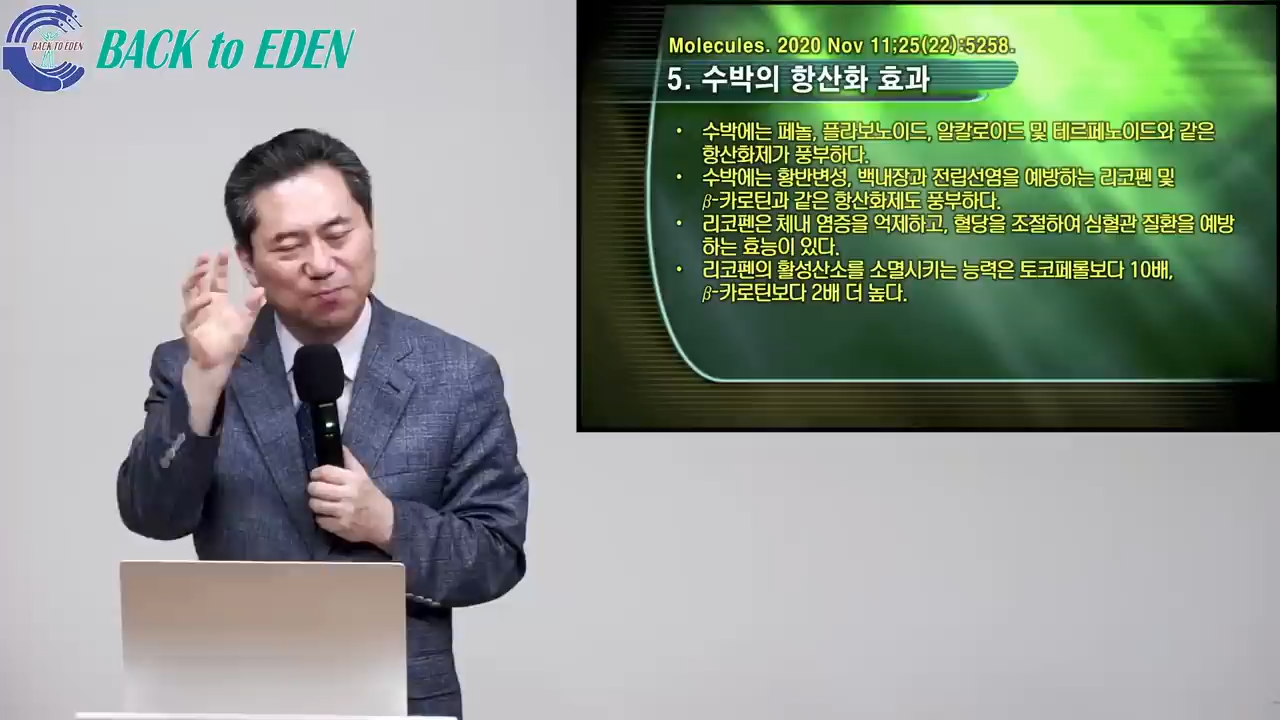 BACK TO EDEN
BACK to EDEN
Molecules. 2020 Nov 11;25(22):5258.
5. 수박의 항산화 효과
• 수박에는 페놀, 플라보노이드, 알칼로이드 및 테르페노이드와 같은
항산화제가 풍부하다.
• 수박에는 황반변성, 백내장과 전립선염을 예방하는 리코펜 및
β-카로틴과 같은 항산화제도 풍부하다.
• 리코펜은 체내 염증을 억제하고, 혈당을 조절하여 심혈관 질환을 예방
하는 효능이 있다.
• 리코펜의 활성산소를 소멸시키는 능력은 토코페롤보다 10배,
β-카로틴보다 2배 더 높다.